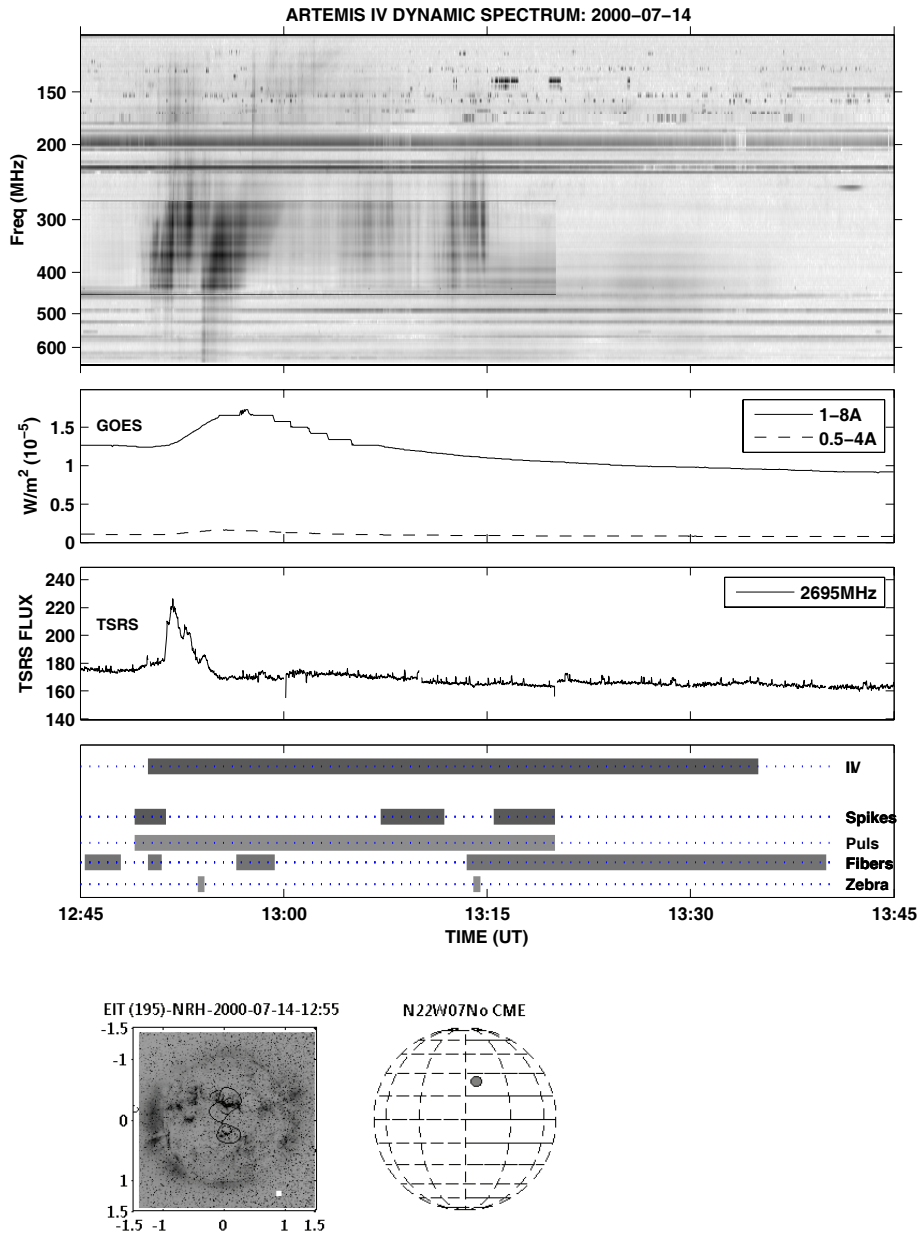 ARTEMIS IV DYNAMIC SPECTRUM: 2000−07−14
Freq (MHz)
150
200
300
400
500
600
GOES
W/m² (10⁻⁵)
1.5
1
0.5
0
1−8A
0.5−4A
TSRS
TSRS FLUX
240
220
200
180
160
140
2695MHz
IV
Spikes
Puls
Fibers
Zebra
12:45 13:00 13:15 13:30 13:45
TIME (UT)
EIT (195)-NRH-2000-07-14-12:55
-1.5
-1
0
1
1.5
-1.5 -1 0 1 1.5
N22W07No CME